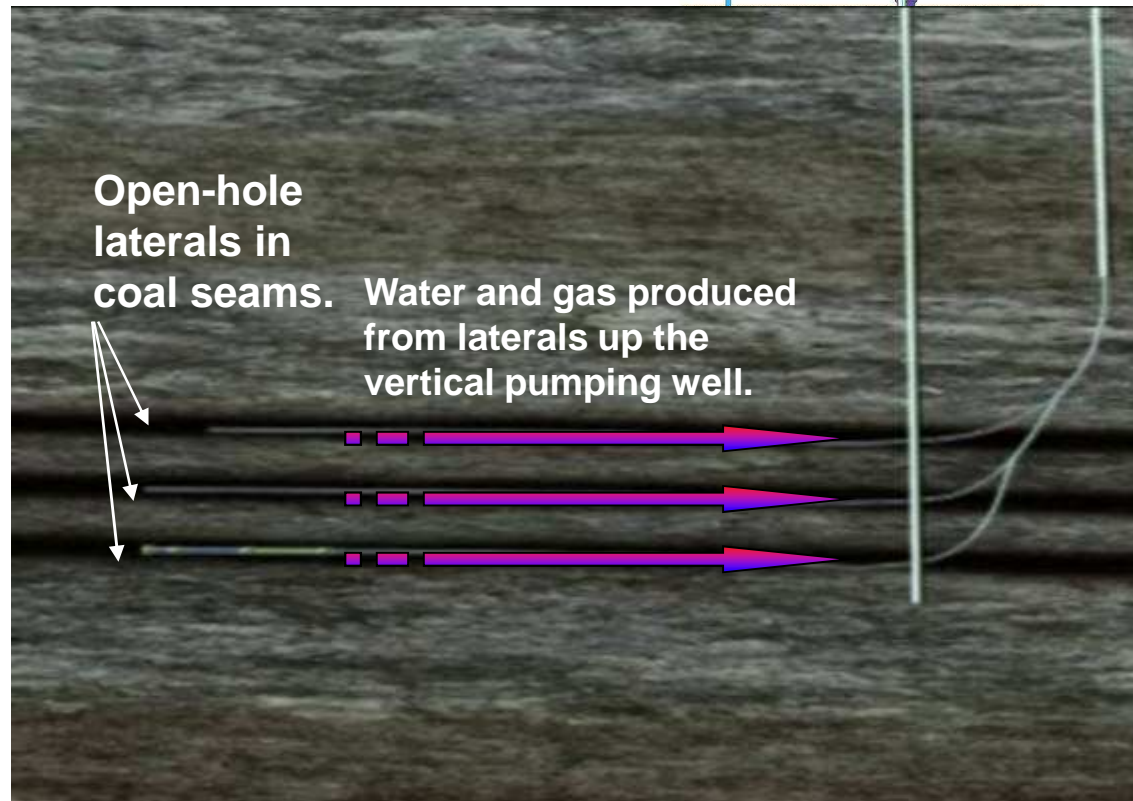 Open-hole
laterals in
coal seams.
Water and gas produced
from laterals up the
vertical pumping well.